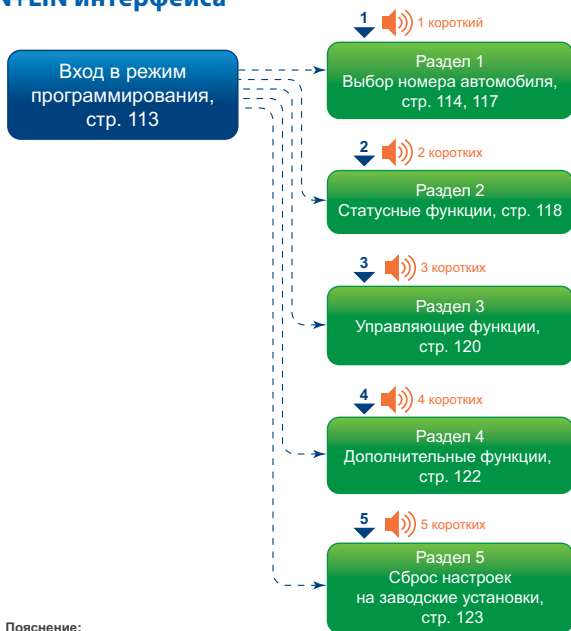 N+LIN интерфейса
Вход в режим
программирования,
стр. 113
1 1 короткий
Раздел 1
Выбор номера автомобиля,
стр. 114, 117
2 2 коротких
Раздел 2
Статусные функции, стр. 118
3 3 коротких
Раздел 3
Управляющие функции,
стр. 120
4 4 коротких
Раздел 4
Дополнительные функции,
стр. 122
5 5 коротких
Раздел 5
Сброс настроек
на заводские установки,
стр. 123
Пояснение: